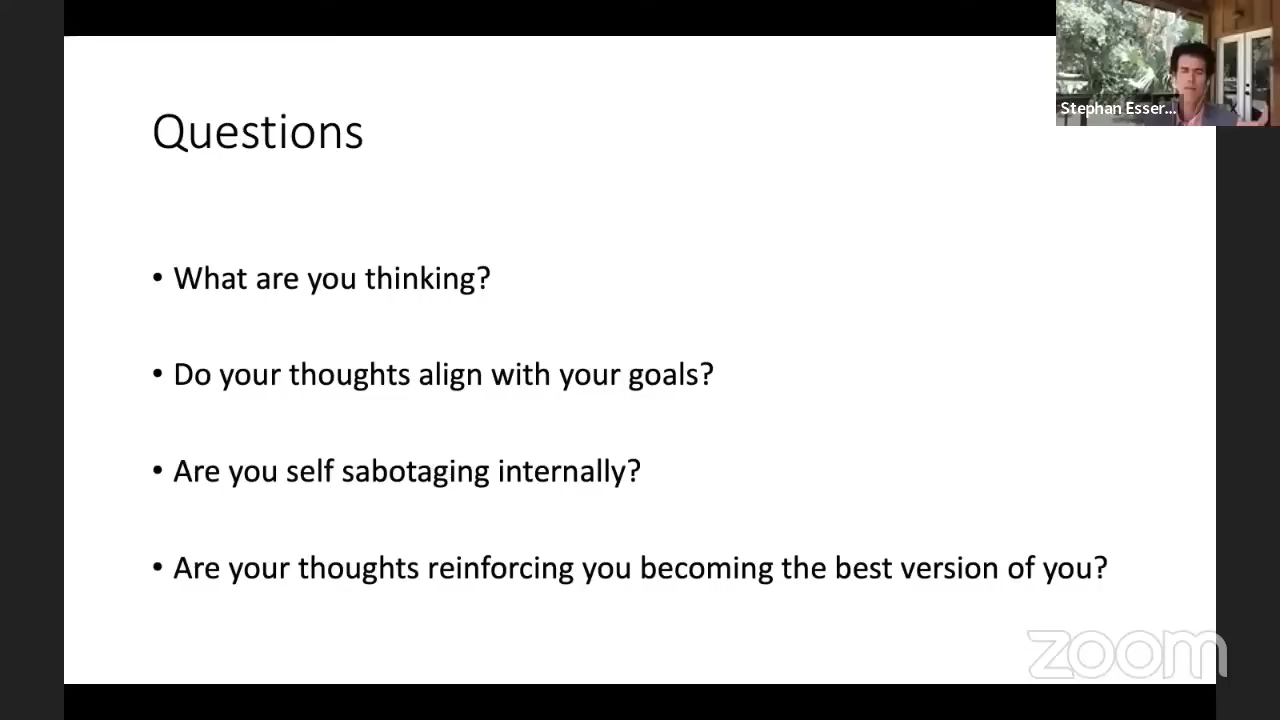 Stephan Esser...
Questions
• What are you thinking?
• Do your thoughts align with your goals?
• Are you self sabotaging internally?
• Are your thoughts reinforcing you becoming the best version of you?
zoom